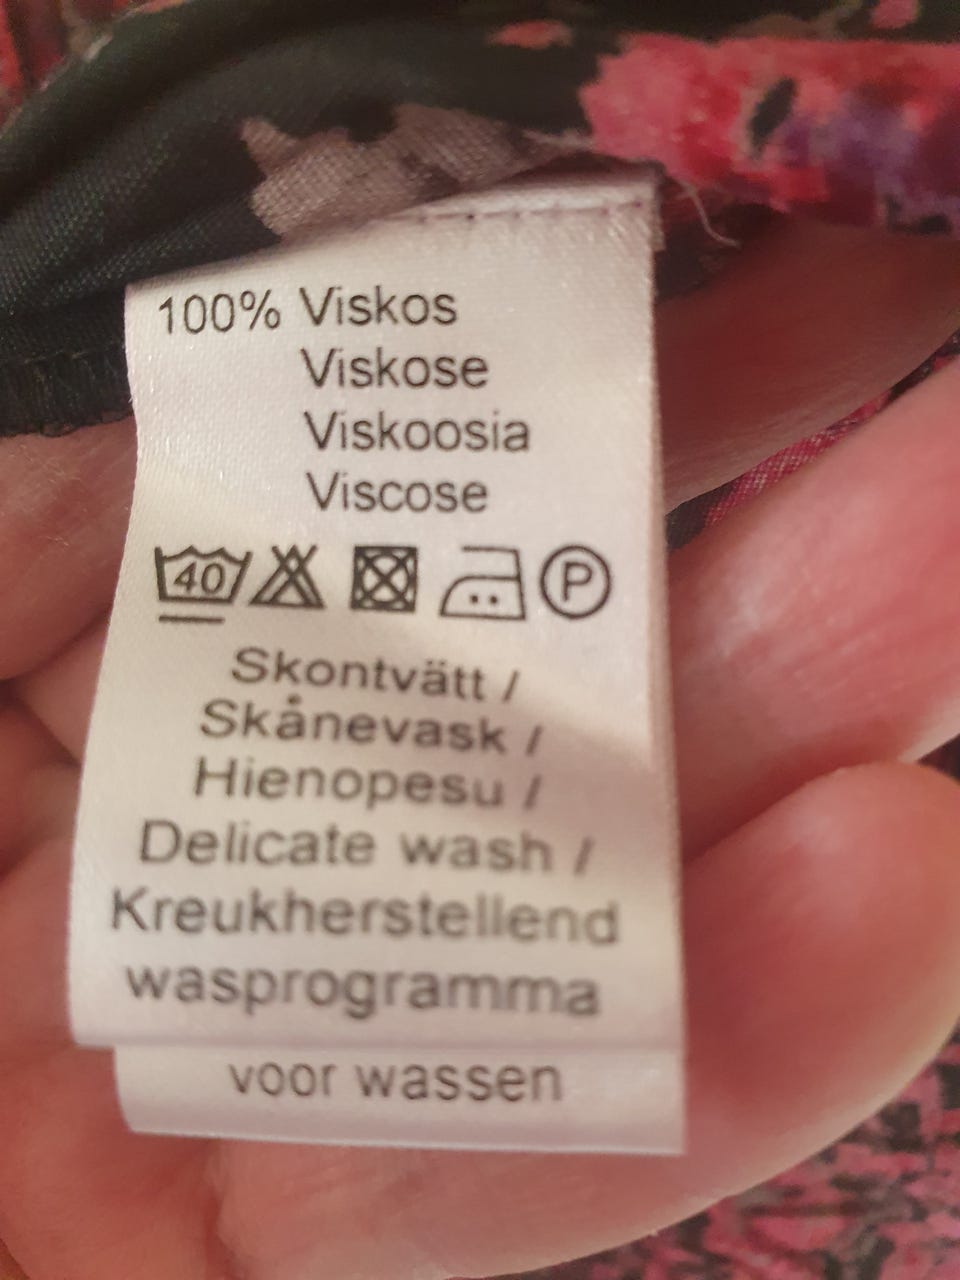 100% Viskos
Viskose
Viskoosia
Viscose
40 P
Skontvätt /
Skånevask /
Hienopesu /
Delicate wash /
Kreukherstellend
wasprogramma
voor wassen